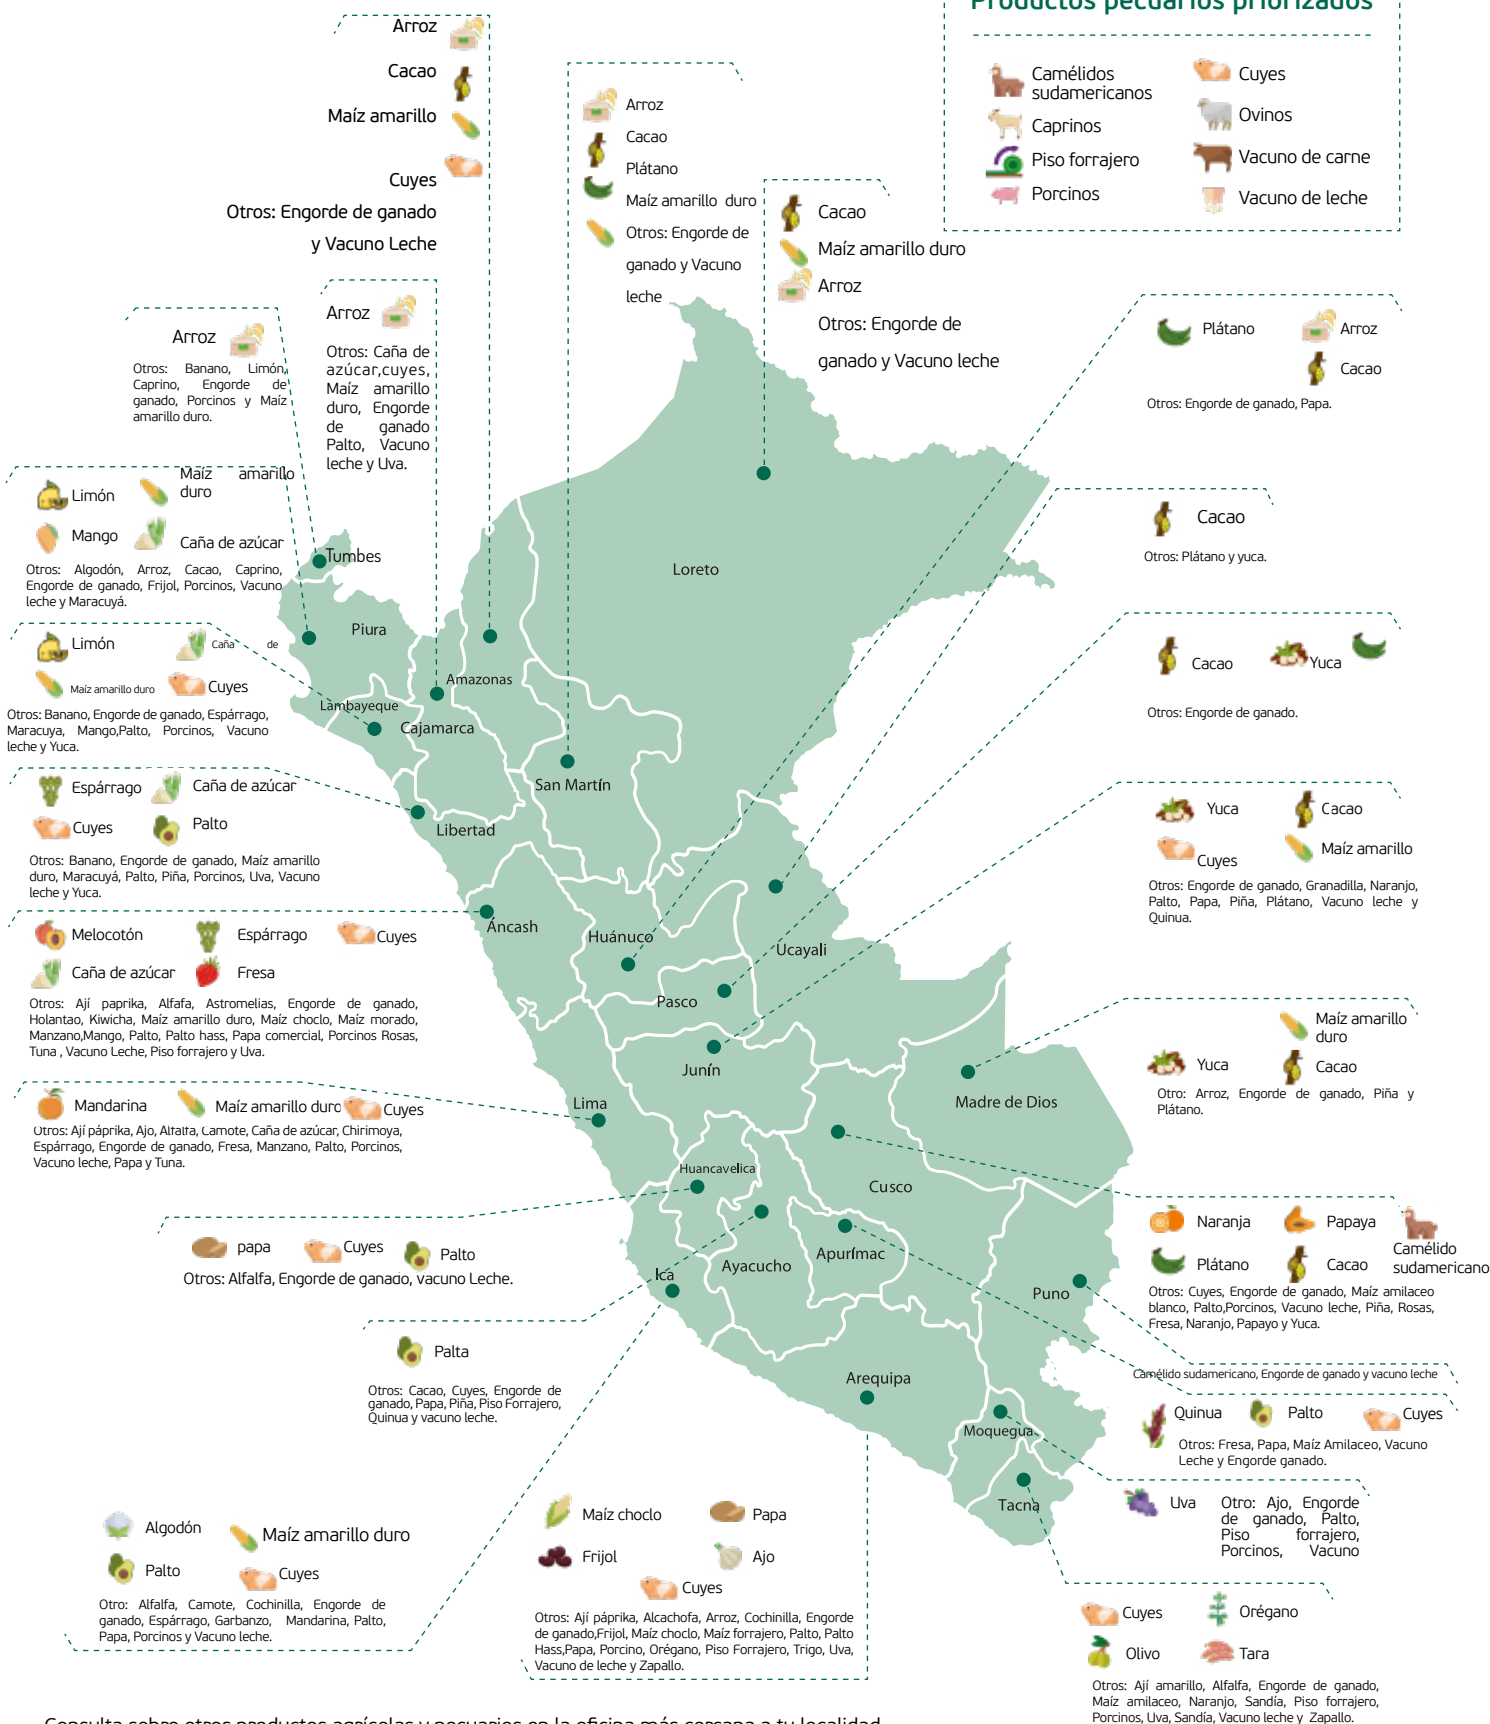 Productos pecuarios priorizados
Camélidos
sudamericanos
Caprinos
Piso forrajero
Porcinos
Cuyes
Ovinos
Vacuno de carne
Vacuno de leche
Arroz
Cacao
Maíz amarillo
Cuyes
Otros: Engorde de ganado
y Vacuno Leche
Arroz
Cacao
Plátano
Maíz amarillo duro
Otros: Engorde de
ganado y Vacuno
leche
Cacao
Maíz amarillo duro
Arroz
Otros: Engorde de
ganado y Vacuno leche
Arroz
Otros: Banano, Limón,
Caprino, Engorde de
ganado, Porcinos y Maíz
amarillo duro.
Arroz
Otros: Caña de
azúcar,cuyes,
Maíz amarillo
duro, Engorde
de ganado
Palto, Vacuno
leche y Uva.
Plátano
Arroz
Cacao
Otros: Engorde de ganado, Papa.
Limón
Maíz amarillo
duro
Mango
Caña de azúcar
Otros: Algodón, Arroz, Cacao, Caprino,
Engorde de ganado, Frijol, Porcinos, Vacuno
leche y Maracuyá.
Cacao
Otros: Plátano y yuca.
Limón
Caña de
Maíz amarillo duro
Cuyes
Otros: Banano, Engorde de ganado, Espárrago,
Maracuya, Mango,Palto, Porcinos, Vacuno
leche y Yuca.
Cacao
Yuca
Otros: Engorde de ganado.
Espárrago
Caña de azúcar
Cuyes
Palto
Otros: Banano, Engorde de ganado, Maíz amarillo
duro, Maracuyá, Palto, Piña, Porcinos, Uva, Vacuno
leche y Yuca.
Yuca
Cacao
Cuyes
Maíz amarillo
Otros: Engorde de ganado, Granadilla, Naranjo,
Palto, Papa, Piña, Plátano, Vacuno leche y
Quinua.
Melocotón
Espárrago
Cuyes
Caña de azúcar
Fresa
Otros: Ají paprika, Alfafa, Astromelias, Engorde de ganado,
Holantao, Kiwicha, Maíz amarillo duro, Maíz choclo, Maíz morado,
Manzano,Mango, Palto, Palto hass, Papa comercial, Porcinos Rosas,
Tuna , Vacuno Leche, Piso forrajero y Uva.
Maíz amarillo
duro
Yuca
Cacao
Otro: Arroz, Engorde de ganado, Piña y
Plátano.
Mandarina
Maíz amarillo duro
Cuyes
Otros: Ají páprika, Ajo, Alfalfa, Camote, Caña de azúcar, Chirimoya,
Espárrago, Engorde de ganado, Fresa, Manzano, Palto, Porcinos,
Vacuno leche, Papa y Tuna.
Naranja
Papaya
Camélido
sudamericano
Plátano
Cacao
Otros: Cuyes, Engorde de ganado, Maíz amilaceo
blanco, Palto,Porcinos, Vacuno leche, Piña, Rosas,
Fresa, Naranjo, Papayo y Yuca.
papa
Cuyes
Palto
Otros: Alfalfa, Engorde de ganado, vacuno Leche.
Palta
Otros: Cacao, Cuyes, Engorde de
ganado, Papa, Piña, Piso Forrajero,
Quinua y vacuno leche.
Camélido sudamericano, Engorde de ganado y vacuno leche
Quinua
Palto
Cuyes
Otros: Fresa, Papa, Maíz Amilaceo, Vacuno
Leche y Engorde ganado.
Uva
Otro: Ajo, Engorde
de ganado, Palto,
Piso forrajero,
Porcinos, Vacuno
Algodón
Maíz amarillo duro
Palto
Cuyes
Otro: Alfalfa, Camote, Cochinilla, Engorde de
ganado, Espárrago, Garbanzo, Mandarina, Palto,
Papa, Porcinos y Vacuno leche.
Maíz choclo
Papa
Frijol
Ajo
Cuyes
Otros: Ají páprika, Alcachofa, Arroz, Cochinilla, Engorde
de ganado,Frijol, Maíz choclo, Maíz forrajero, Palto, Palto
Hass,Papa, Porcino, Orégano, Piso Forrajero, Trigo, Uva,
Vacuno de leche y Zapallo.
Cuyes
Orégano
Olivo
Tara
Otros: Ají amarillo, Alfalfa, Engorde de ganado,
Maíz amilaceo, Naranjo, Sandía, Piso forrajero,
Porcinos, Uva, Sandía, Vacuno leche y Zapallo.
Tumbes
Loreto
Piura
Amazonas
Lambayeque
Cajamarca
San Martín
Libertad
Áncash
Huánuco
Ucayali
Pasco
Junín
Lima
Madre de Dios
Huancavelica
Cusco
Ayacucho
Apurímac
Ica
Puno
Arequipa
Moquegua
Tacna
Consulta sobre otros productos agrícolas y pecuarios en la oficina más cercana a tu localidad